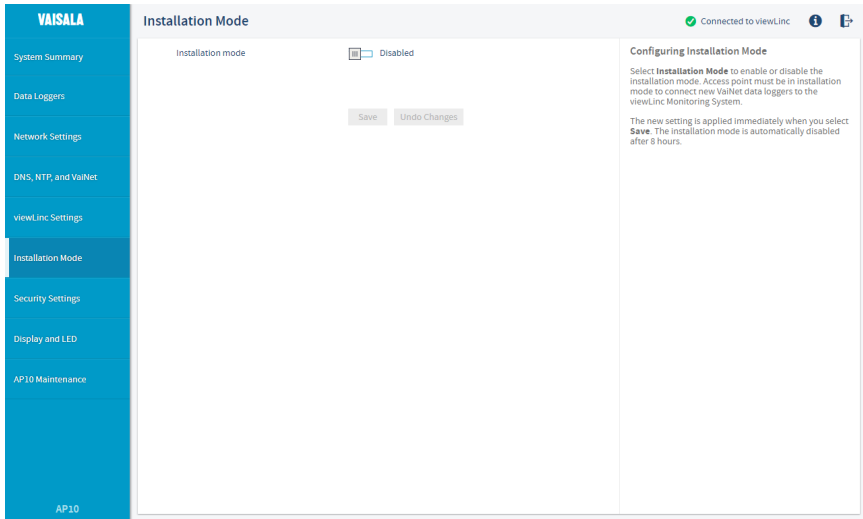 VAISALA
Installation Mode
Connected to viewLinc
System Summary
Data Loggers
Network Settings
DNS, NTP, and VaiNet
viewLinc Settings
Installation Mode
Security Settings
Display and LED
AP10 Maintenance
AP10
Installation mode
Disabled
Save
Undo Changes
Configuring Installation Mode
Select Installation Mode to enable or disable the
installation mode. Access point must be in installation
mode to connect new VaiNet data loggers to the
viewLinc Monitoring System.
The new setting is applied immediately when you select
Save. The installation mode is automatically disabled
after 8 hours.